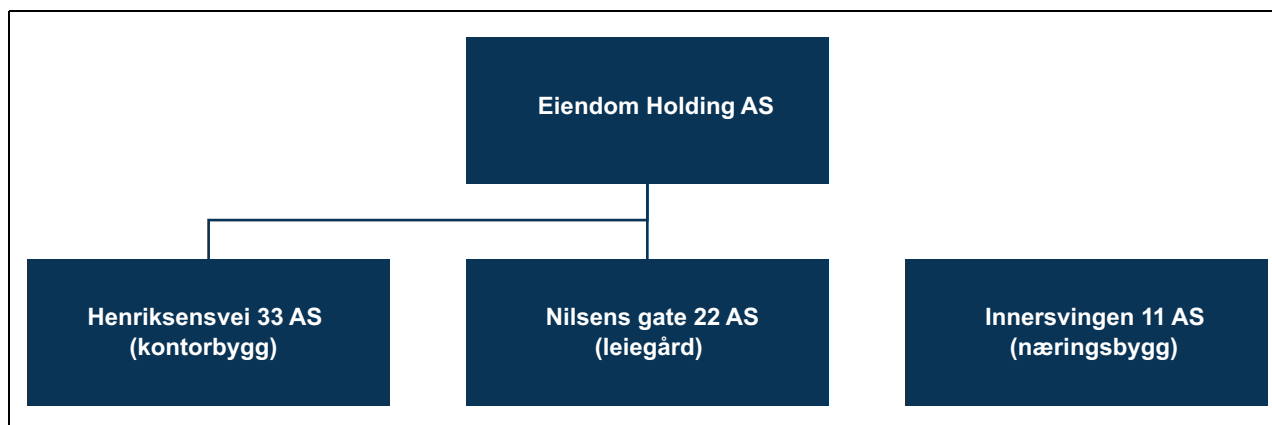 Eiendom Holding AS
Henriksensvei 33 AS
(kontorbygg)
Nilsens gate 22 AS
(leiegård)
Innersvingen 11 AS
(næringsbygg)